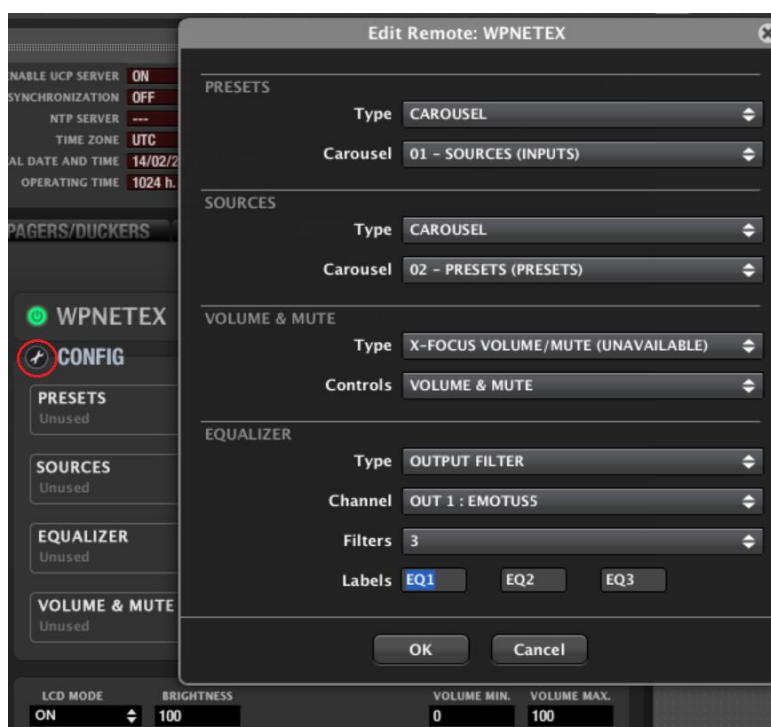 Edit Remote: WPNETEX
NABLE UCP SERVER ON
SYNCHRONIZATION OFF
NTP SERVER ---
TIME ZONE UTC
AL DATE AND TIME 14/02/2
OPERATING TIME 1024 h.
PAGERS/DUCKERS
WPNETEX
CONFIG
PRESETS
Unused
SOURCES
Unused
EQUALIZER
Unused
VOLUME & MUTE
Unused
PRESETS
Type CAROUSEL
Carousel 01 - SOURCES (INPUTS)
SOURCES
Type CAROUSEL
Carousel 02 - PRESETS (PRESETS)
VOLUME & MUTE
Type X-FOCUS VOLUME/MUTE (UNAVAILABLE)
Controls VOLUME & MUTE
EQUALIZER
Type OUTPUT FILTER
Channel OUT 1 : EMOTUS5
Filters 3
Labels EQ1 EQ2 EQ3
OK Cancel
LCD MODE BRIGHTNESS VOLUME MIN. VOLUME MAX.
ON 100 0 100